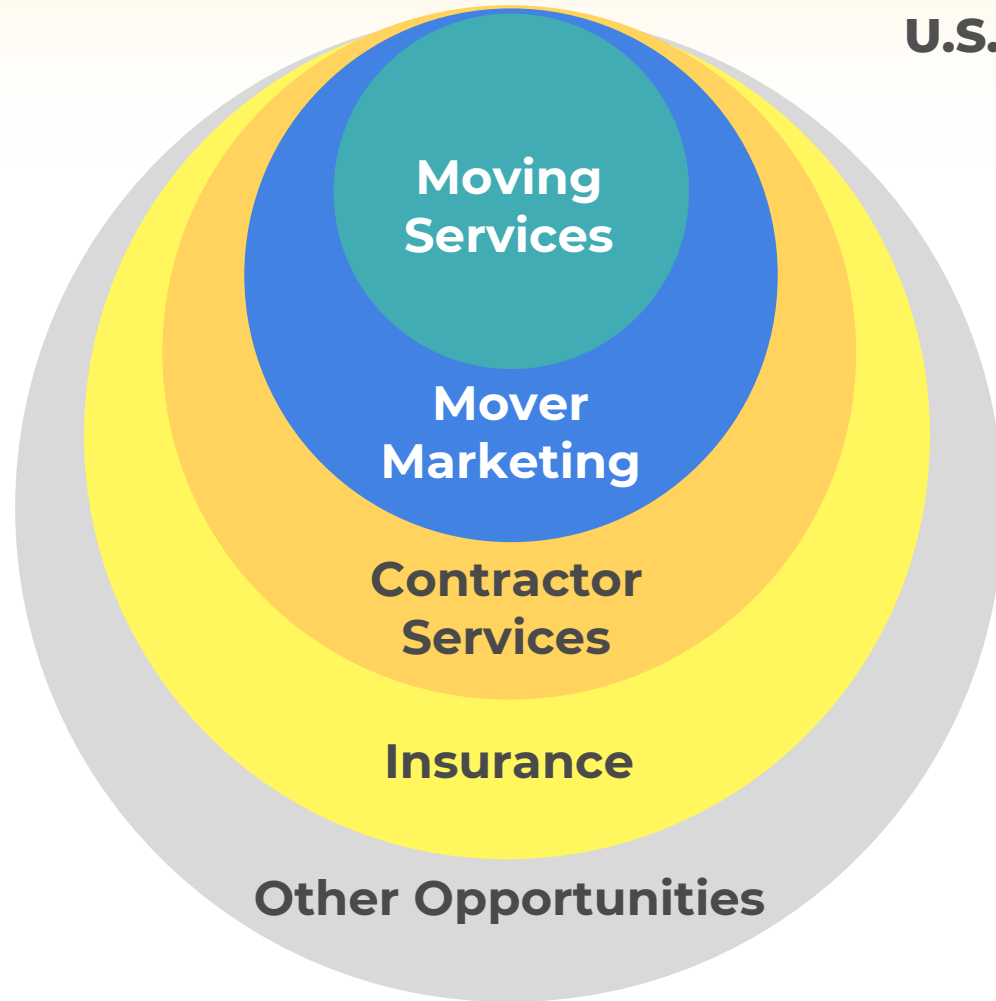 U.S.
Moving
Services
Mover
Marketing
Contractor
Services
Insurance
Other Opportunities